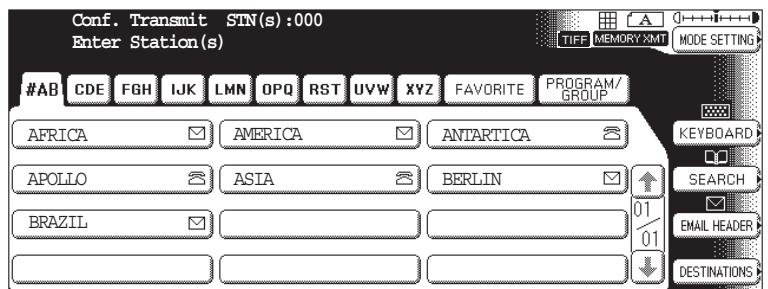 Conf. Transmit STN(s):000
Enter Station(s)
A
TIFF MEMORY XMT MODE SETTING
#AB CDE FGH IJK LMN OPQ RST UVW XYZ FAVORITE PROGRAM/
GROUP
AFRICA AMERICA ANTARTICA KEYBOARD
APOLLO ASIA BERLIN SEARCH
BRAZIL 01
01 EMAIL HEADER
DESTINATIONS